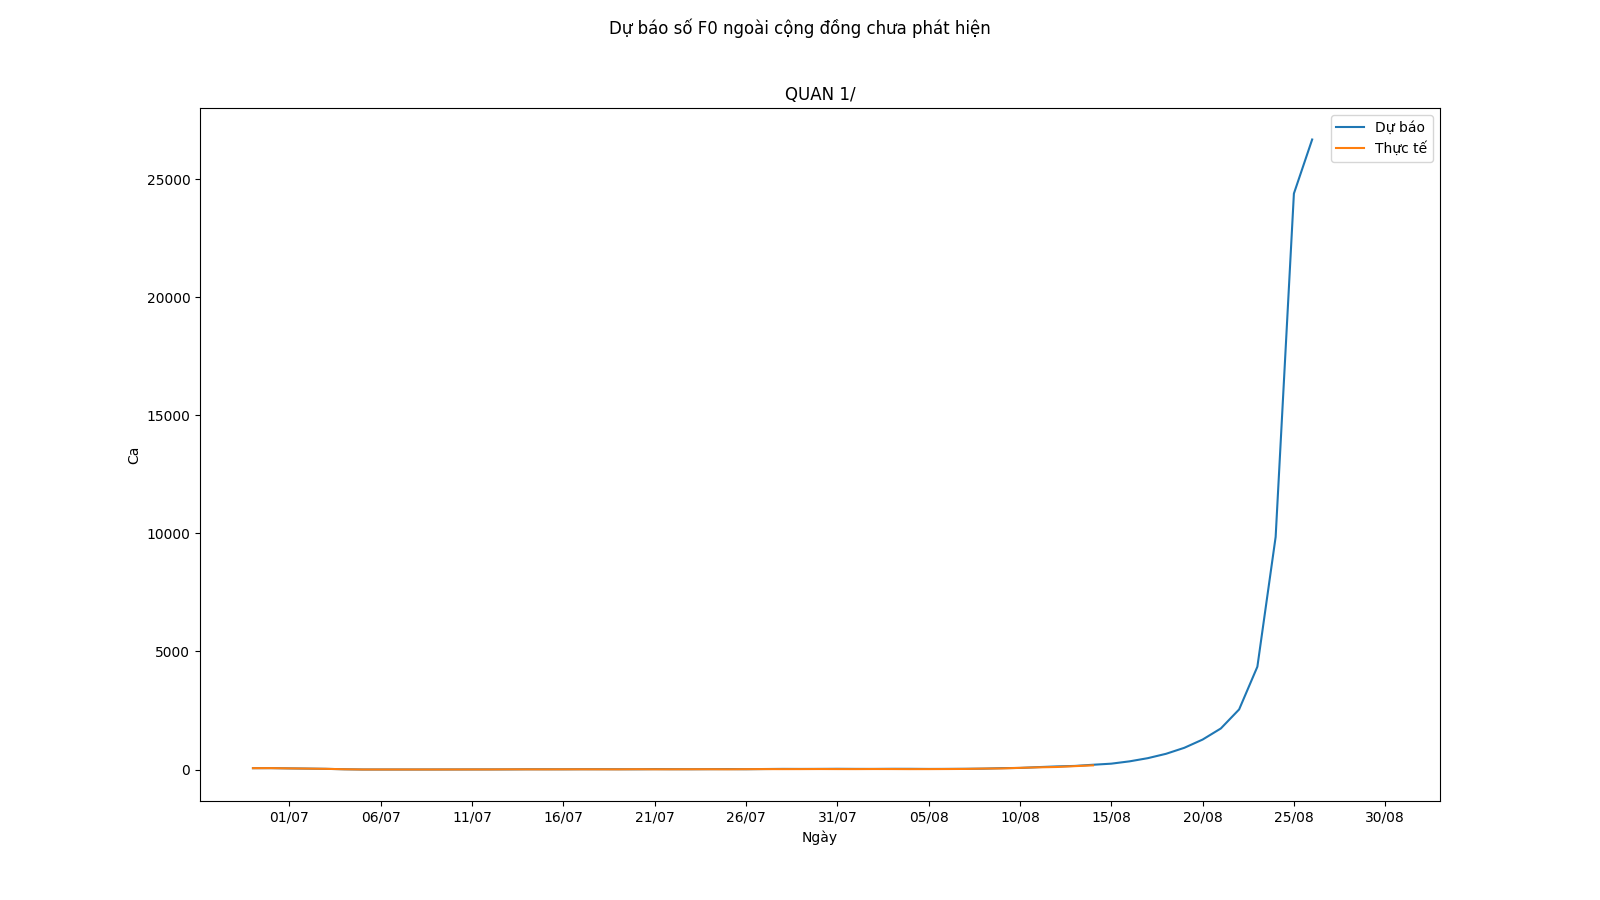 Dự báo số F0 ngoài cộng đồng chưa phát hiện
QUAN 1/
Dự báo
Thực tế
25000
20000
15000
10000
5000
0
Ca
01/07 06/07 11/07 16/07 21/07 26/07 31/07 05/08 10/08 15/08 20/08 25/08 30/08
Ngày